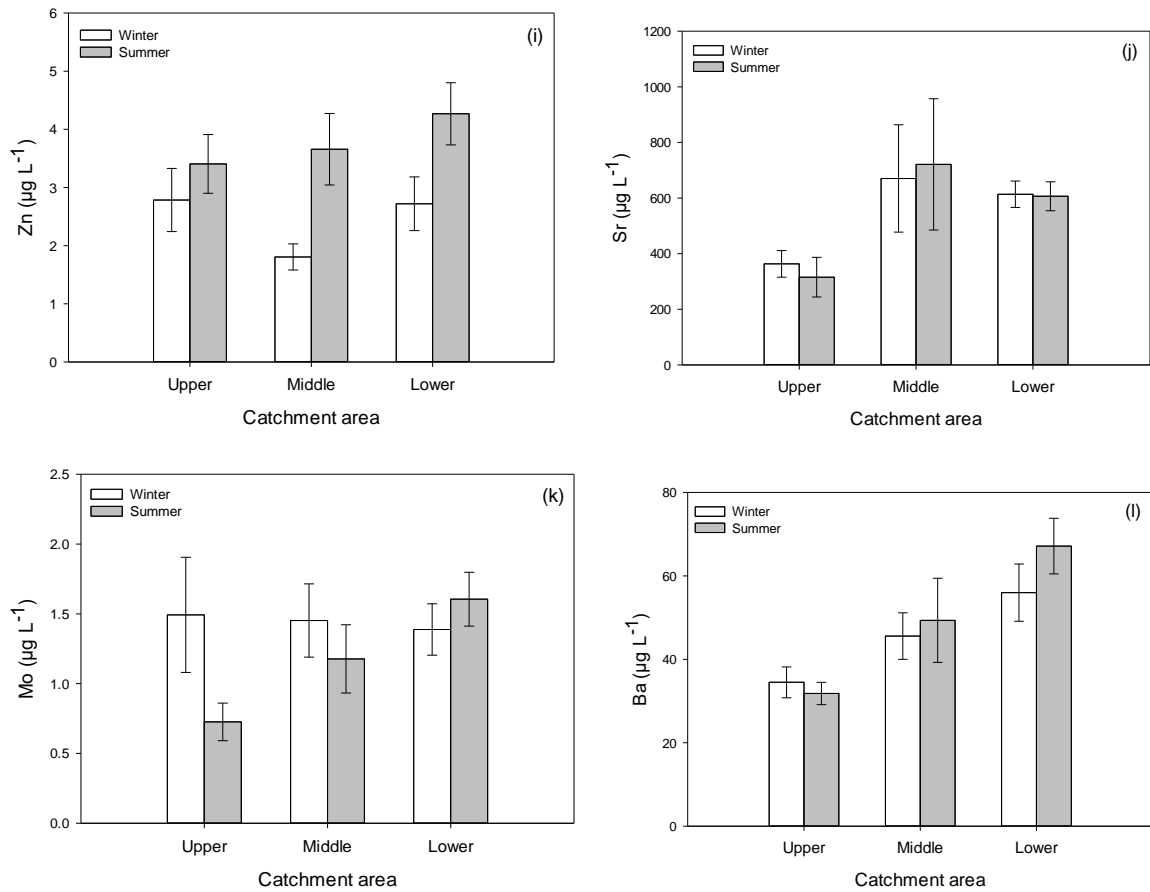 (i)
Winter
Summer
Zn (µg L⁻¹)
6
5
4
3
2
1
0
Upper Middle Lower
Catchment area
(j)
Winter
Summer
Sr (µg L⁻¹)
1200
1000
800
600
400
200
0
Upper Middle Lower
Catchment area
(k)
Winter
Summer
Mo (µg L⁻¹)
2.5
2.0
1.5
1.0
0.5
0.0
Upper Middle Lower
Catchment area
(l)
Winter
Summer
Ba (µg L⁻¹)
80
60
40
20
0
Upper Middle Lower
Catchment area